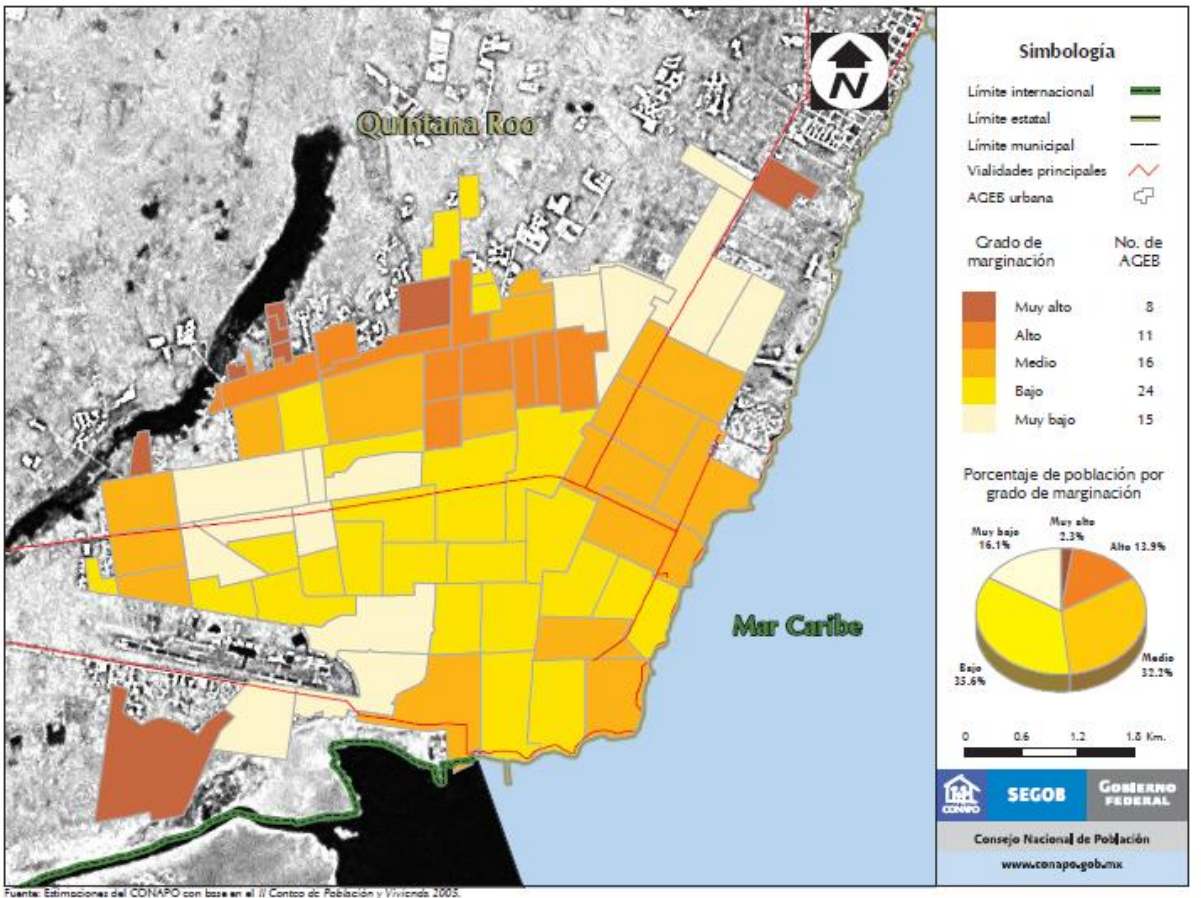 Quintana Roo
N
Mar Caribe
Simbología
Límite internacional
Límite estatal
Límite municipal
Vialidades principales
AGEB urbana
Grado de marginación No. de AGEB
Muy alto 8
Alto 11
Medio 16
Bajo 24
Muy bajo 15
Porcentaje de población por
grado de marginación
Muy bajo
16.1%
Muy alto
2.3%
Alto 13.9%
Bajo
35.6%
Medio
32.2%
0 0.6 1.2 1.8 Km.
CONAPO
SEGOB
GOBIERNO
FEDERAL
Consejo Nacional de Población
www.conapo.gob.mx
Fuente: Estimaciones del CONAPO con base en el II Conteo de Población y Vivienda 2005.